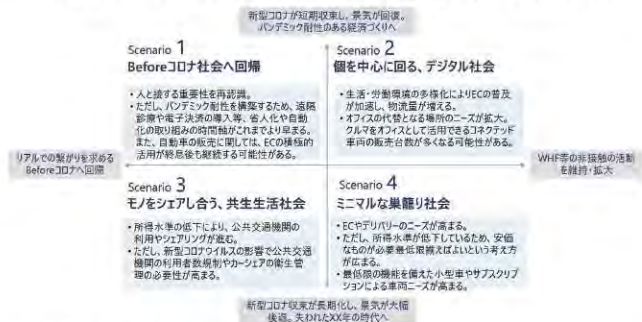 新型コロナが短期収束し、景気が回復。
パンデミック耐性のある経済づくりへ
Scenario 1
Beforeコロナ社会へ回帰
・人と接する重要性を再認識。
・ただし、パンデミック耐性を構築するため、遠隔
診療や電子決済の導入等、省人化や自動
化の取り組みの時間軸がこれまでより早まる。
また、自動車の販売に関しては、ECの積極的
活用が終息後も継続する可能性がある。
Scenario 2
個を中心に回る、デジタル社会
・生活・労働環境の多様化によりECの普及
が加速し、物流量が増える。
・オフィスの代替となる場所のニーズが拡大。
クルマをオフィスとして活用できるコネクテッド
車両の販売台数が多くなる可能性がある。
リアルでの繋がりを求める
Beforeコロナへ回帰
WHF等の非接触の活動
を維持・拡大
Scenario 3
モノをシェアし合う、共生生活社会
・所得水準の低下により、公共交通機関の
利用やシェアリングが進む。
・ただし、新型コロナウイルスの影響で公共交通
機関の利用者数規制やカーシェアの衛生管
理の必要性が高まる。
Scenario 4
ミニマルな巣籠り社会
・ECやデリバリーのニーズが高まる。
・ただし、所得水準が低下しているため、安価
なものが必要最低限揃えばよいという考え方
が広まる。
・最低限の機能を備えた小型車やサブスクリプ
ションによる車両ニーズが高まる。
新型コロナ収束が長期化し、景気が大幅
後退。失われたXX年の時代へ